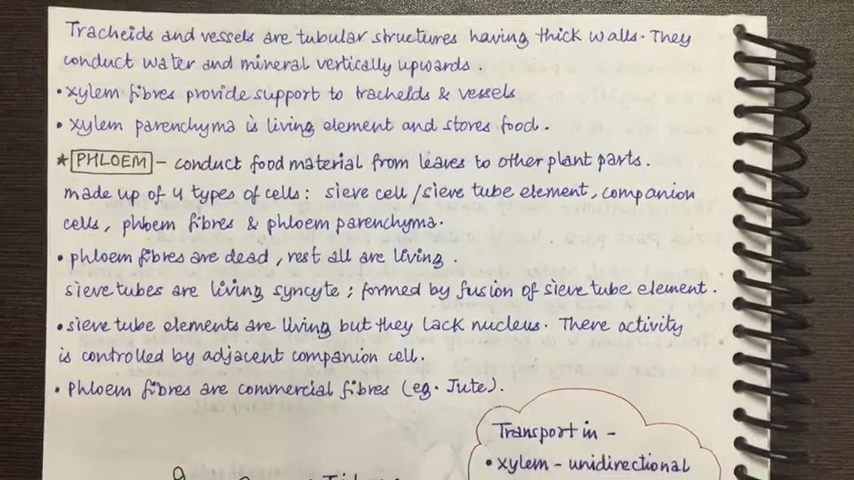 Tracheids and vessels are tubular structures having thick walls. They
conduct water and mineral vertically upwards.
• xylem fibres provide support to tracheids & vessels
• xylem parenchyma is living element and stores food.
★ PHLOEM - conduct food material from leaves to other plant parts.
made up of 4 types of cells: sieve cell/sieve tube element, companion
cells, phloem fibres & phloem parenchyma.
• phloem fibres are dead, rest all are living.
sieve tubes are living syncyte; formed by fusion of sieve tube element.
• sieve tube elements are living but they lack nucleus. There activity
is controlled by adjacent companion cell.
• Phloem fibres are commercial fibres (eg. Jute).
Transport in -
• xylem - unidirectional